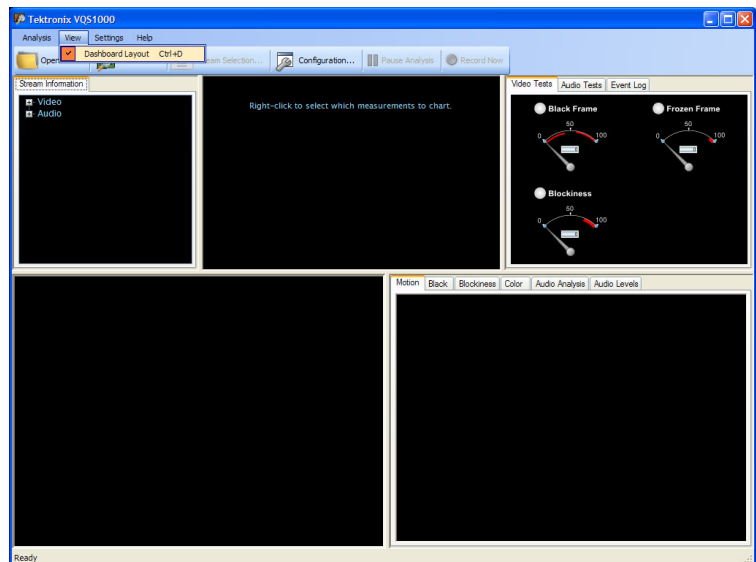 Tektronix VQS1000
Analysis View Settings Help
Dashboard Layout Ctrl+D
Open
Selection...
Configuration...
Pause Analysis
Record Now
Stream Information
Video
Audio
Right-click to select which measurements to chart.
Video Tests Audio Tests Event Log
Black Frame
0 50 100
Frozen Frame
0 50 100
Blockiness
0 50 100
Motion Black Blockiness Color Audio Analysis Audio Levels
Ready